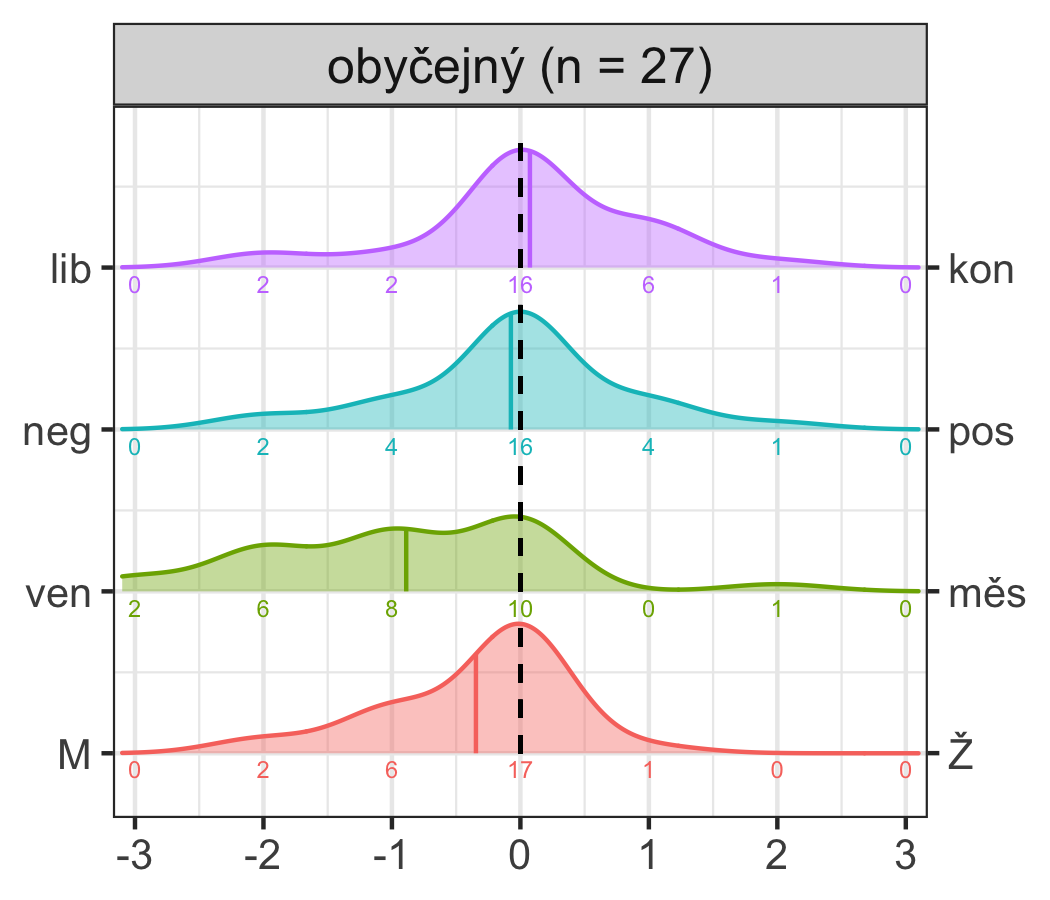 obyčejný (n = 27)
lib kon
0 2 2 16 6 1 0
neg pos
0 2 4 16 4 1 0
ven měs
2 6 8 10 0 1 0
M Ž
0 2 6 17 1 0 0
-3 -2 -1 0 1 2 3